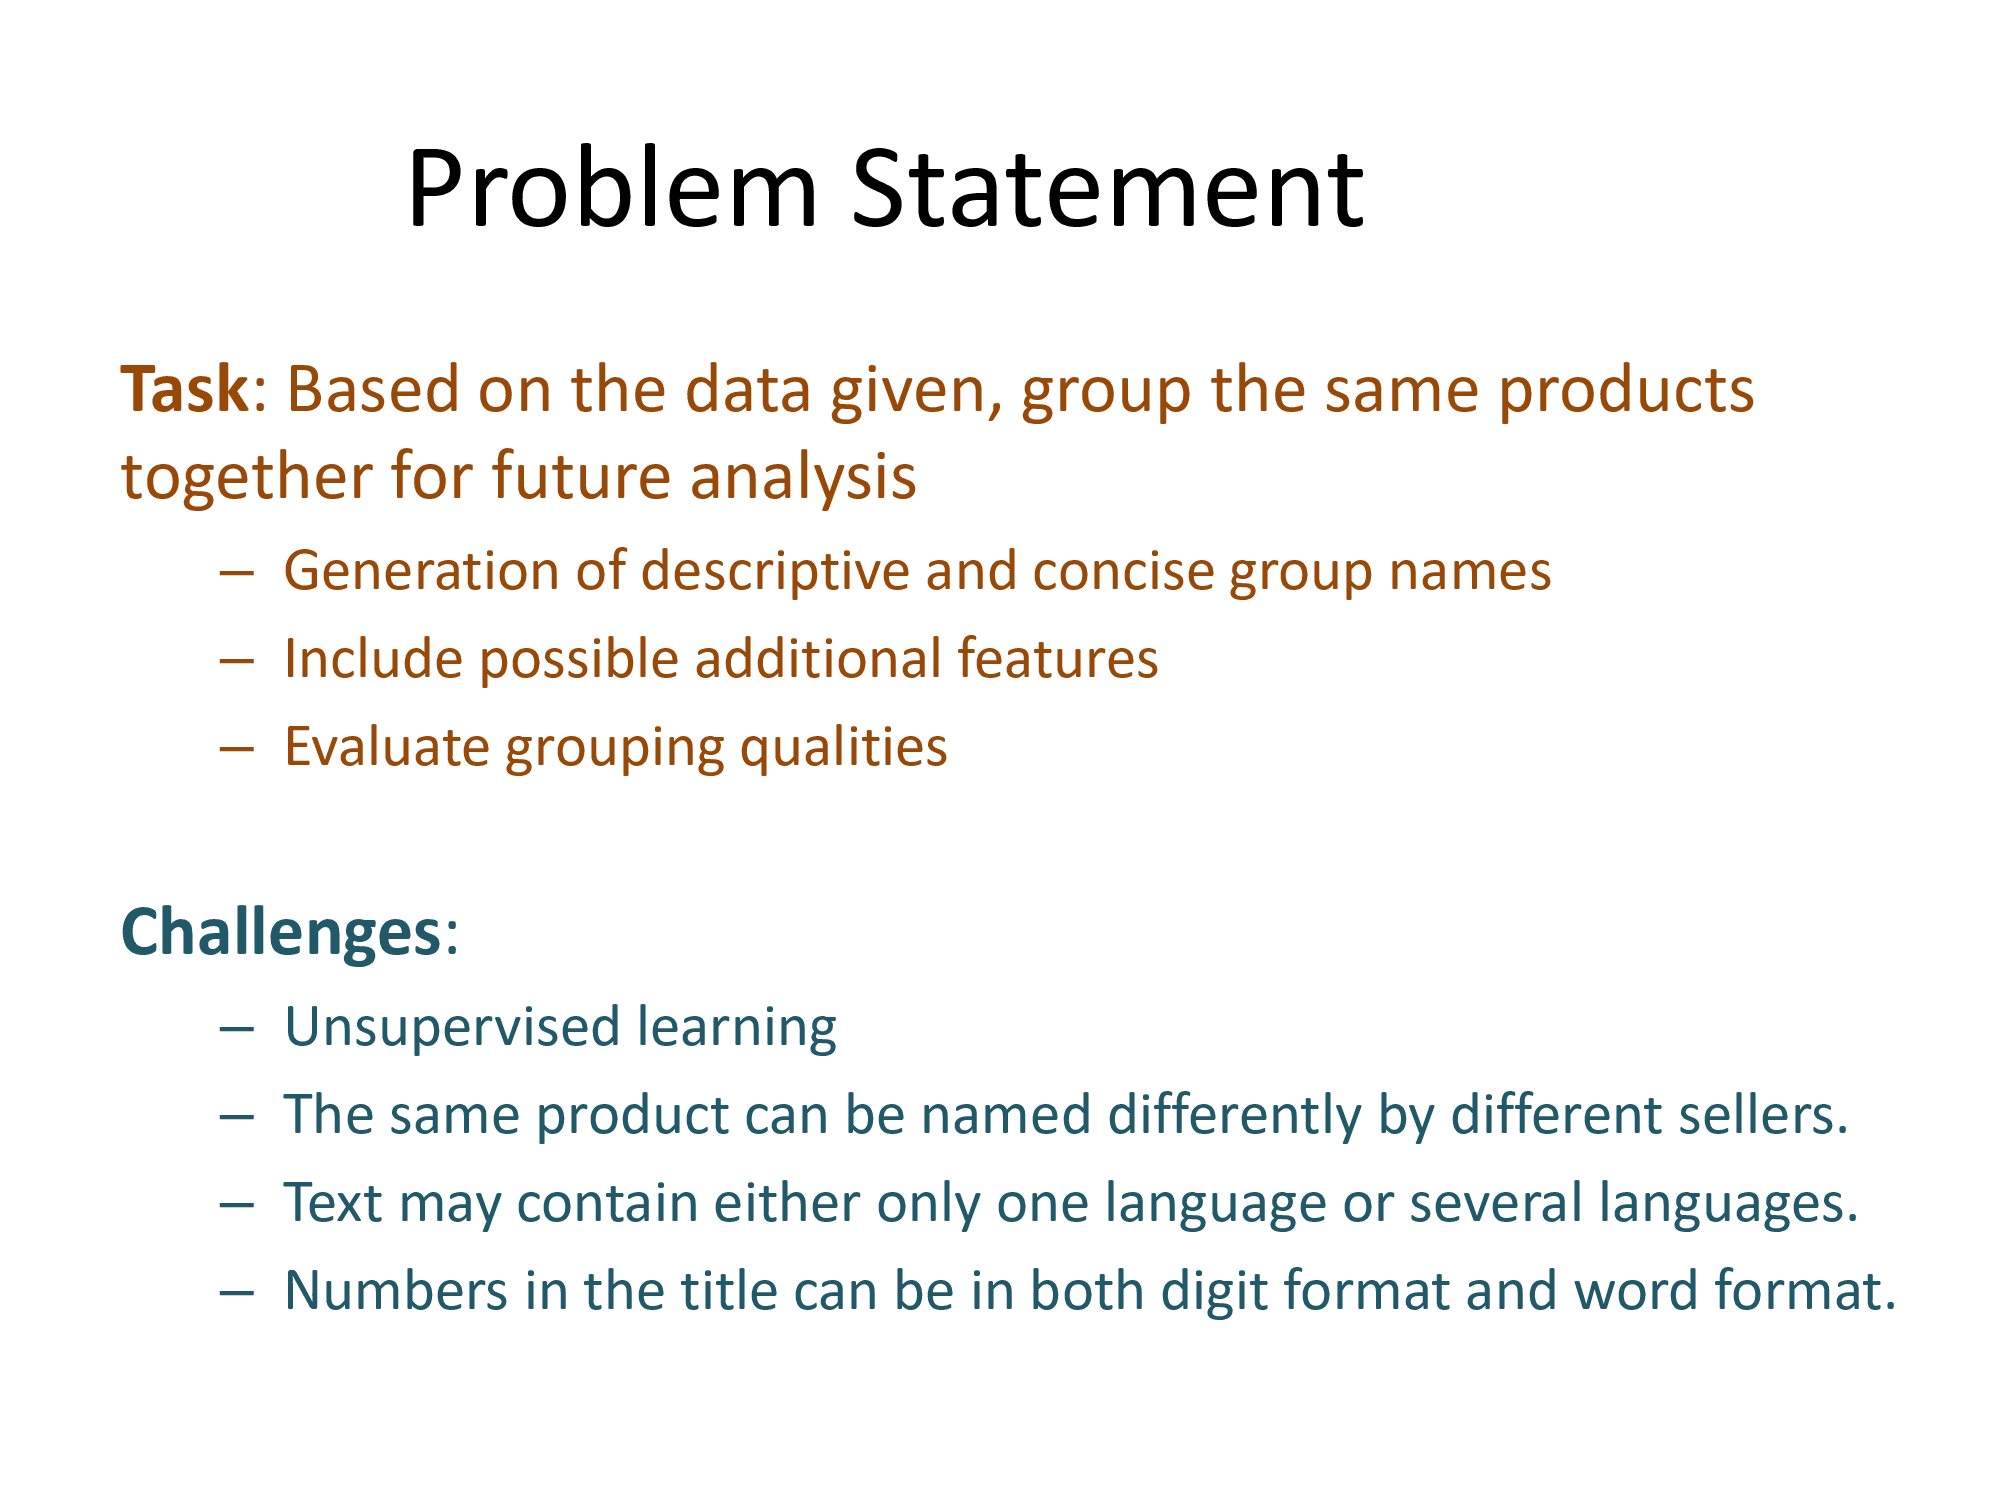 Problem Statement
Task: Based on the data given, group the same products
together for future analysis
– Generation of descriptive and concise group names
– Include possible additional features
– Evaluate grouping qualities
Challenges:
– Unsupervised learning
– The same product can be named differently by different sellers.
– Text may contain either only one language or several languages.
– Numbers in the title can be in both digit format and word format.